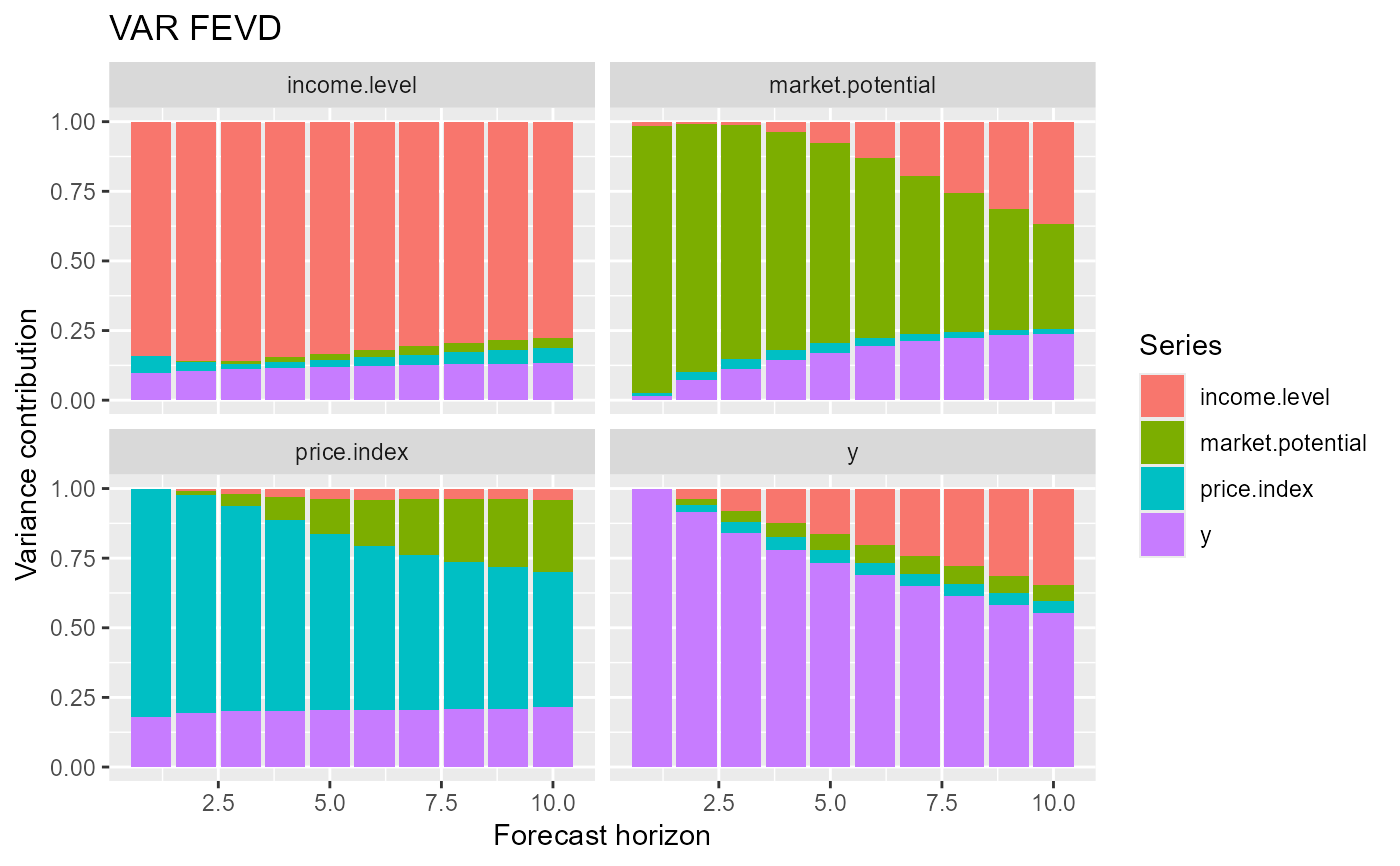 VAR FEVD
income.level
market.potential
1.00
0.75
0.50
0.25
0.00
price.index
y
1.00
0.75
0.50
0.25
0.00
2.5 5.0 7.5 10.0
2.5 5.0 7.5 10.0
Forecast horizon
Variance contribution
Series
income.level
market.potential
price.index
y